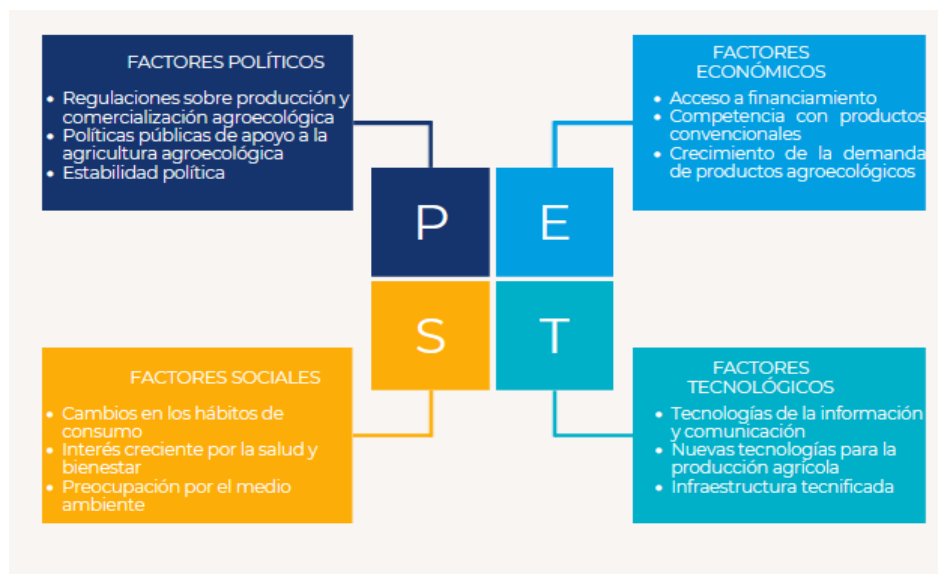 FACTORES POLÍTICOS
• Regulaciones sobre producción y
comercialización agroecológica
• Políticas públicas de apoyo a la
agricultura agroecológica
• Estabilidad política
FACTORES
ECONÓMICOS
• Acceso a financiamiento
• Competencia con productos
convencionales
• Crecimiento de la demanda
de productos agroecológicos
P
E
S
T
FACTORES SOCIALES
• Cambios en los hábitos de
consumo
• Interés creciente por la salud y
bienestar
• Preocupación por el medio
ambiente
FACTORES
TECNOLÓGICOS
• Tecnologías de la información
y comunicación
• Nuevas tecnologías para la
producción agrícola
• Infraestructura tecnificada